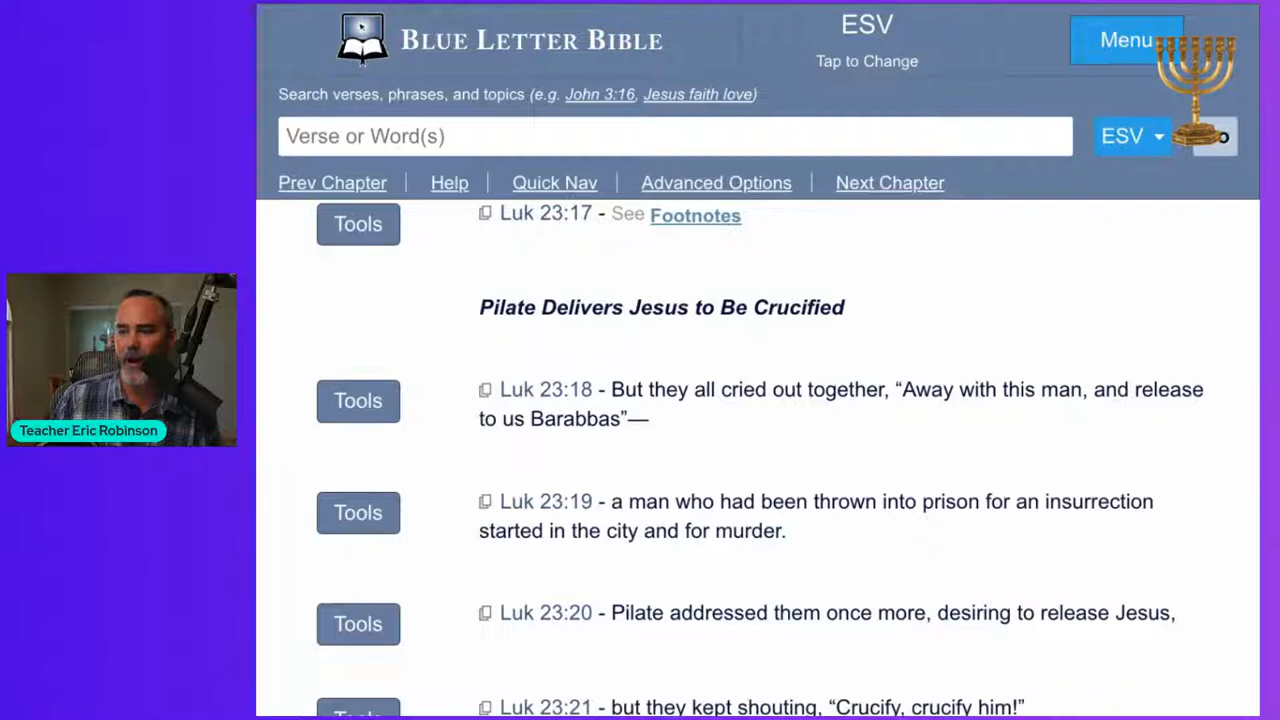 BLUE LETTER BIBLE
ESV
Tap to Change
Menu
Search verses, phrases, and topics (e.g. John 3:16, Jesus faith love)
Verse or Word(s)
ESV
Prev Chapter | Help | Quick Nav | Advanced Options | Next Chapter
Tools
Luk 23:17 - See Footnotes
Pilate Delivers Jesus to Be Crucified
Tools
Luk 23:18 - But they all cried out together, “Away with this man, and release
to us Barabbas”—
Tools
Luk 23:19 - a man who had been thrown into prison for an insurrection
started in the city and for murder.
Tools
Luk 23:20 - Pilate addressed them once more, desiring to release Jesus,
Tools
Luk 23:21 - but they kept shouting, “Crucify, crucify him!”
Teacher Eric Robinson